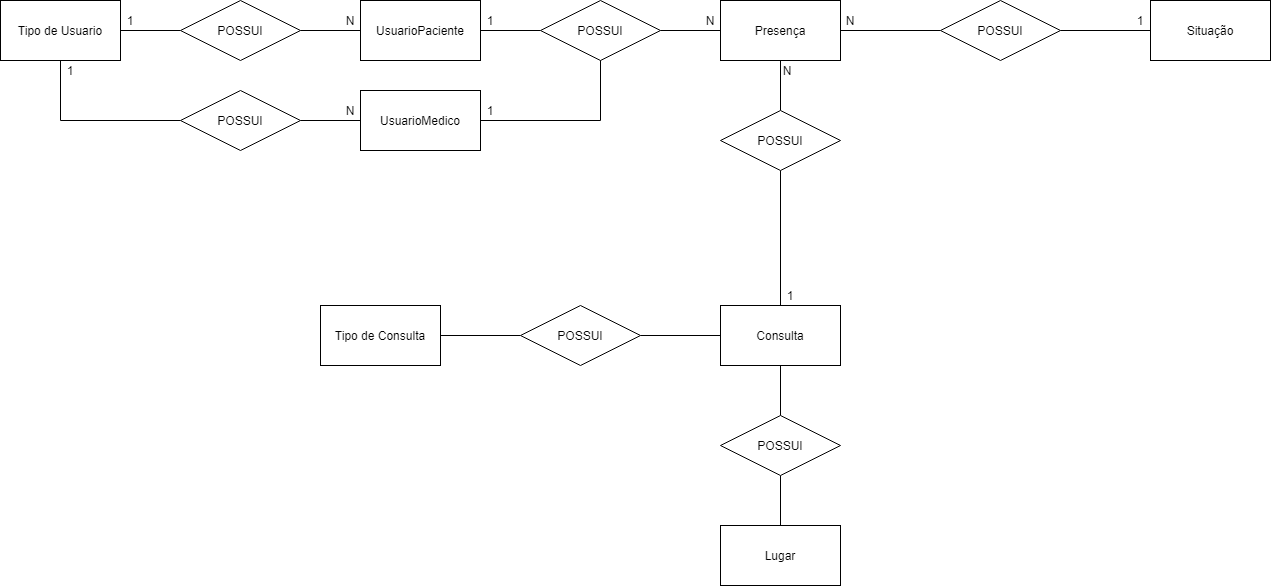 Tipo de Usuario
1
POSSUI
N
UsuarioPaciente
1
POSSUI
N
Presença
N
POSSUI
1
Situação
1
POSSUI
N
UsuarioMedico
1
N
POSSUI
1
Tipo de Consulta
POSSUI
Consulta
POSSUI
Lugar